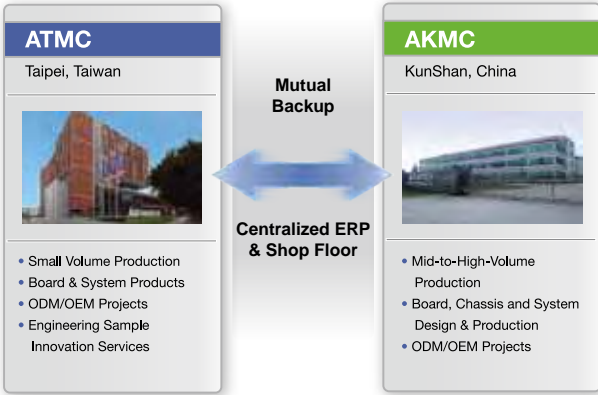 ATMC
Taipei, Taiwan
• Small Volume Production
• Board & System Products
• ODM/OEM Projects
• Engineering Sample
Innovation Services
Mutual
Backup
Centralized ERP
& Shop Floor
AKMC
KunShan, China
• Mid-to-High-Volume
Production
• Board, Chassis and System
Design & Production
• ODM/OEM Projects